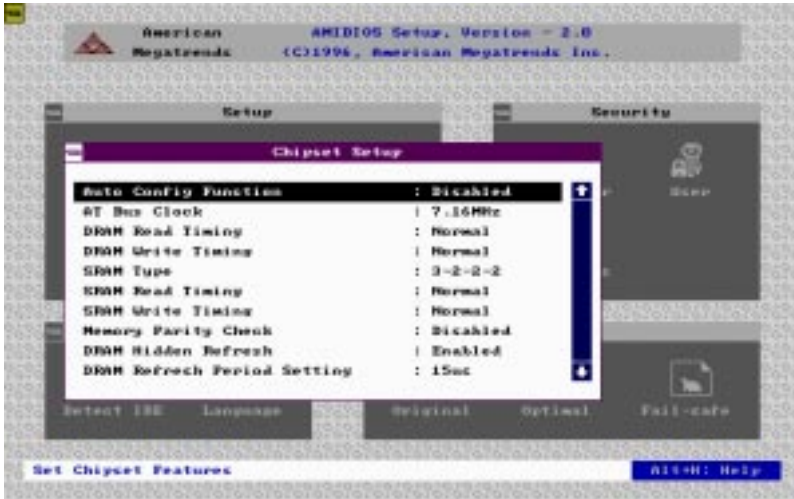 American Megatrends
AMIBIOS Setup, Version - 2.0
(C)1996, American Megatrends Inc.
Setup
Security
Chipset Setup
Auto Config Function : Disabled
AT Bus Clock : 7.16MHz
DRAM Read Timing : Normal
DRAM Write Timing : Normal
SRAM Type : 3-2-2-2
SRAM Read Timing : Normal
SRAM Write Timing : Normal
Memory Parity Check : Disabled
DRAM Hidden Refresh : Enabled
DRAM Refresh Period Setting : 15us
User
Detect IDE
Language
Original
Optimal
Fail-safe
Set Chipset Features
Alt+H: Help